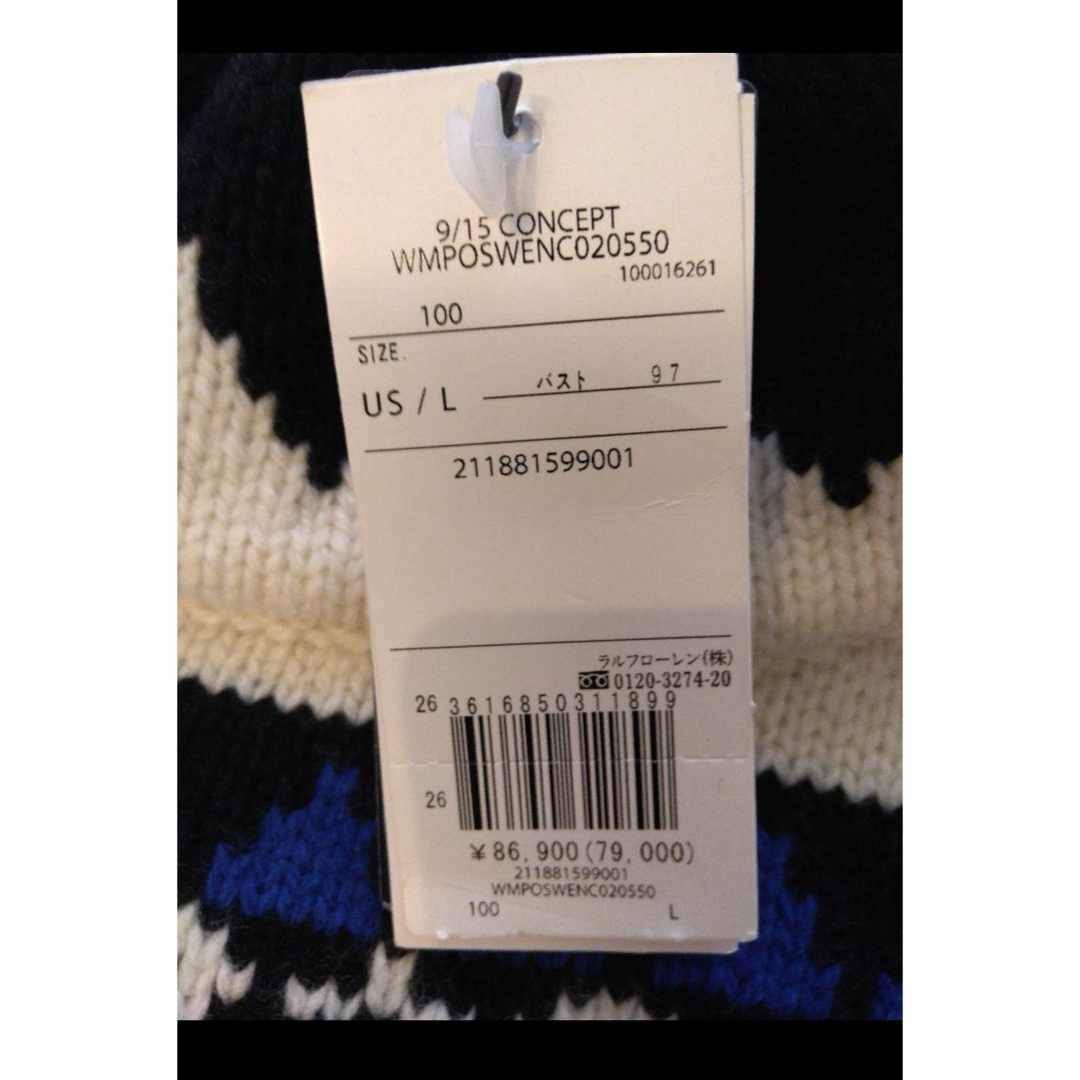 9/15 CONCEPT
WMPOSWENC020550
100016261
100
SIZE.
US / L バスト 97
211881599001
ラルフローレン(株)
0120-3274-20
26 3616850311899
26
¥86,900(79,000)
211881599001
WMPOSWENC020550
100 L